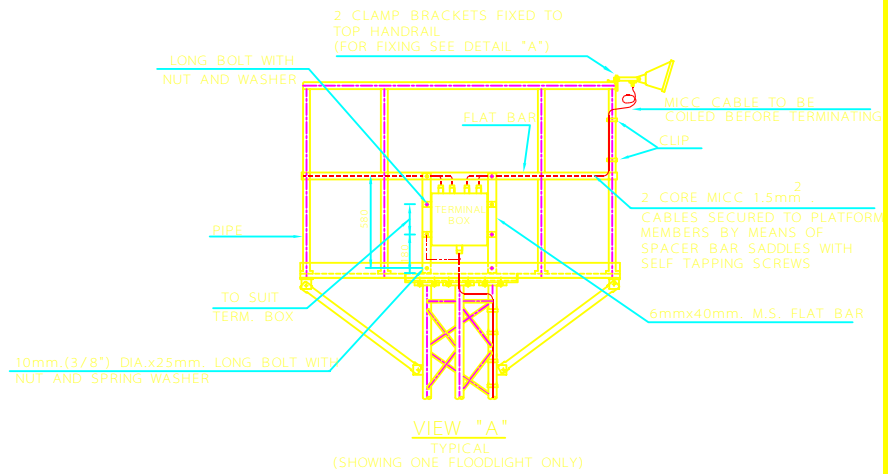 2 CLAMP BRACKETS FIXED TO
TOP HANDRAIL
(FOR FIXING SEE DETAIL "A")
LONG BOLT WITH
NUT AND WASHER
MICC CABLE TO BE
COILED BEFORE TERMINATING
FLAT BAR
CLIP
2 CORE MICC 1.5mm2
CABLES SECURED TO PLATFORM
MEMBERS BY MEANS OF
SPACER BAR SADDLES WITH
SELF TAPPING SCREWS
TERMINAL
BOX
PIPE
TO SUIT
TERM. BOX
6mmx40mm. M.S. FLAT BAR
10mm.(3/8") DIA.x25mm. LONG BOLT WITH
NUT AND SPRING WASHER
VIEW "A"
TYPICAL
(SHOWING ONE FLOODLIGHT ONLY)